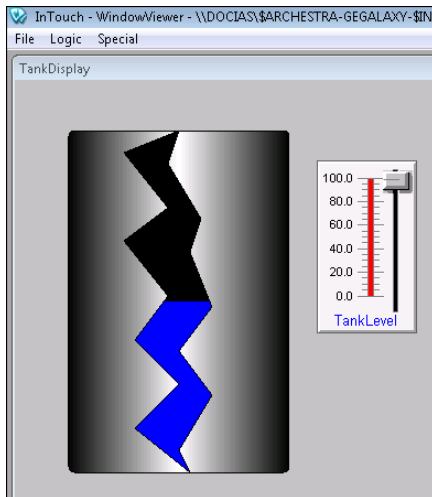 InTouch - WindowViewer - \\DOCIAS\$ARCHESTRA-GEGALAXY-$IN
File Logic Special
TankDisplay
100.0
80.0
60.0
40.0
20.0
0.0
TankLevel